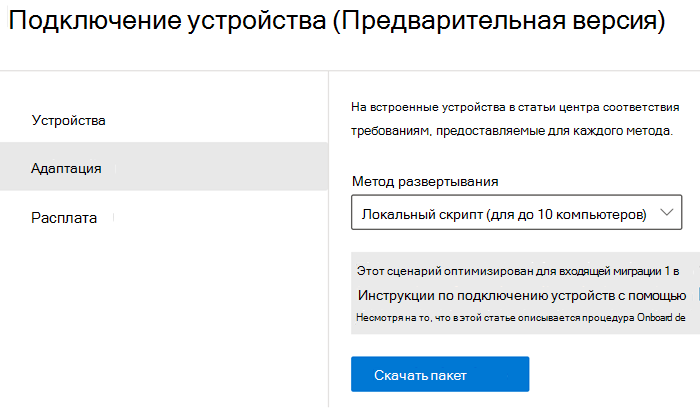 Подключение устройства (Предварительная версия)
Устройства
Адаптация
Расплата
На встроенные устройства в статьи центра соответствия
требованиям, предоставляемые для каждого метода.
Метод развертывания
Локальный скрипт (для до 10 компьютеров)
Этот сценарий оптимизирован для входящей миграции 1 в
Инструкции по подключению устройств с помощью
Несмотря на то, что в этой статье описывается процедура Onboard de
Скачать пакет